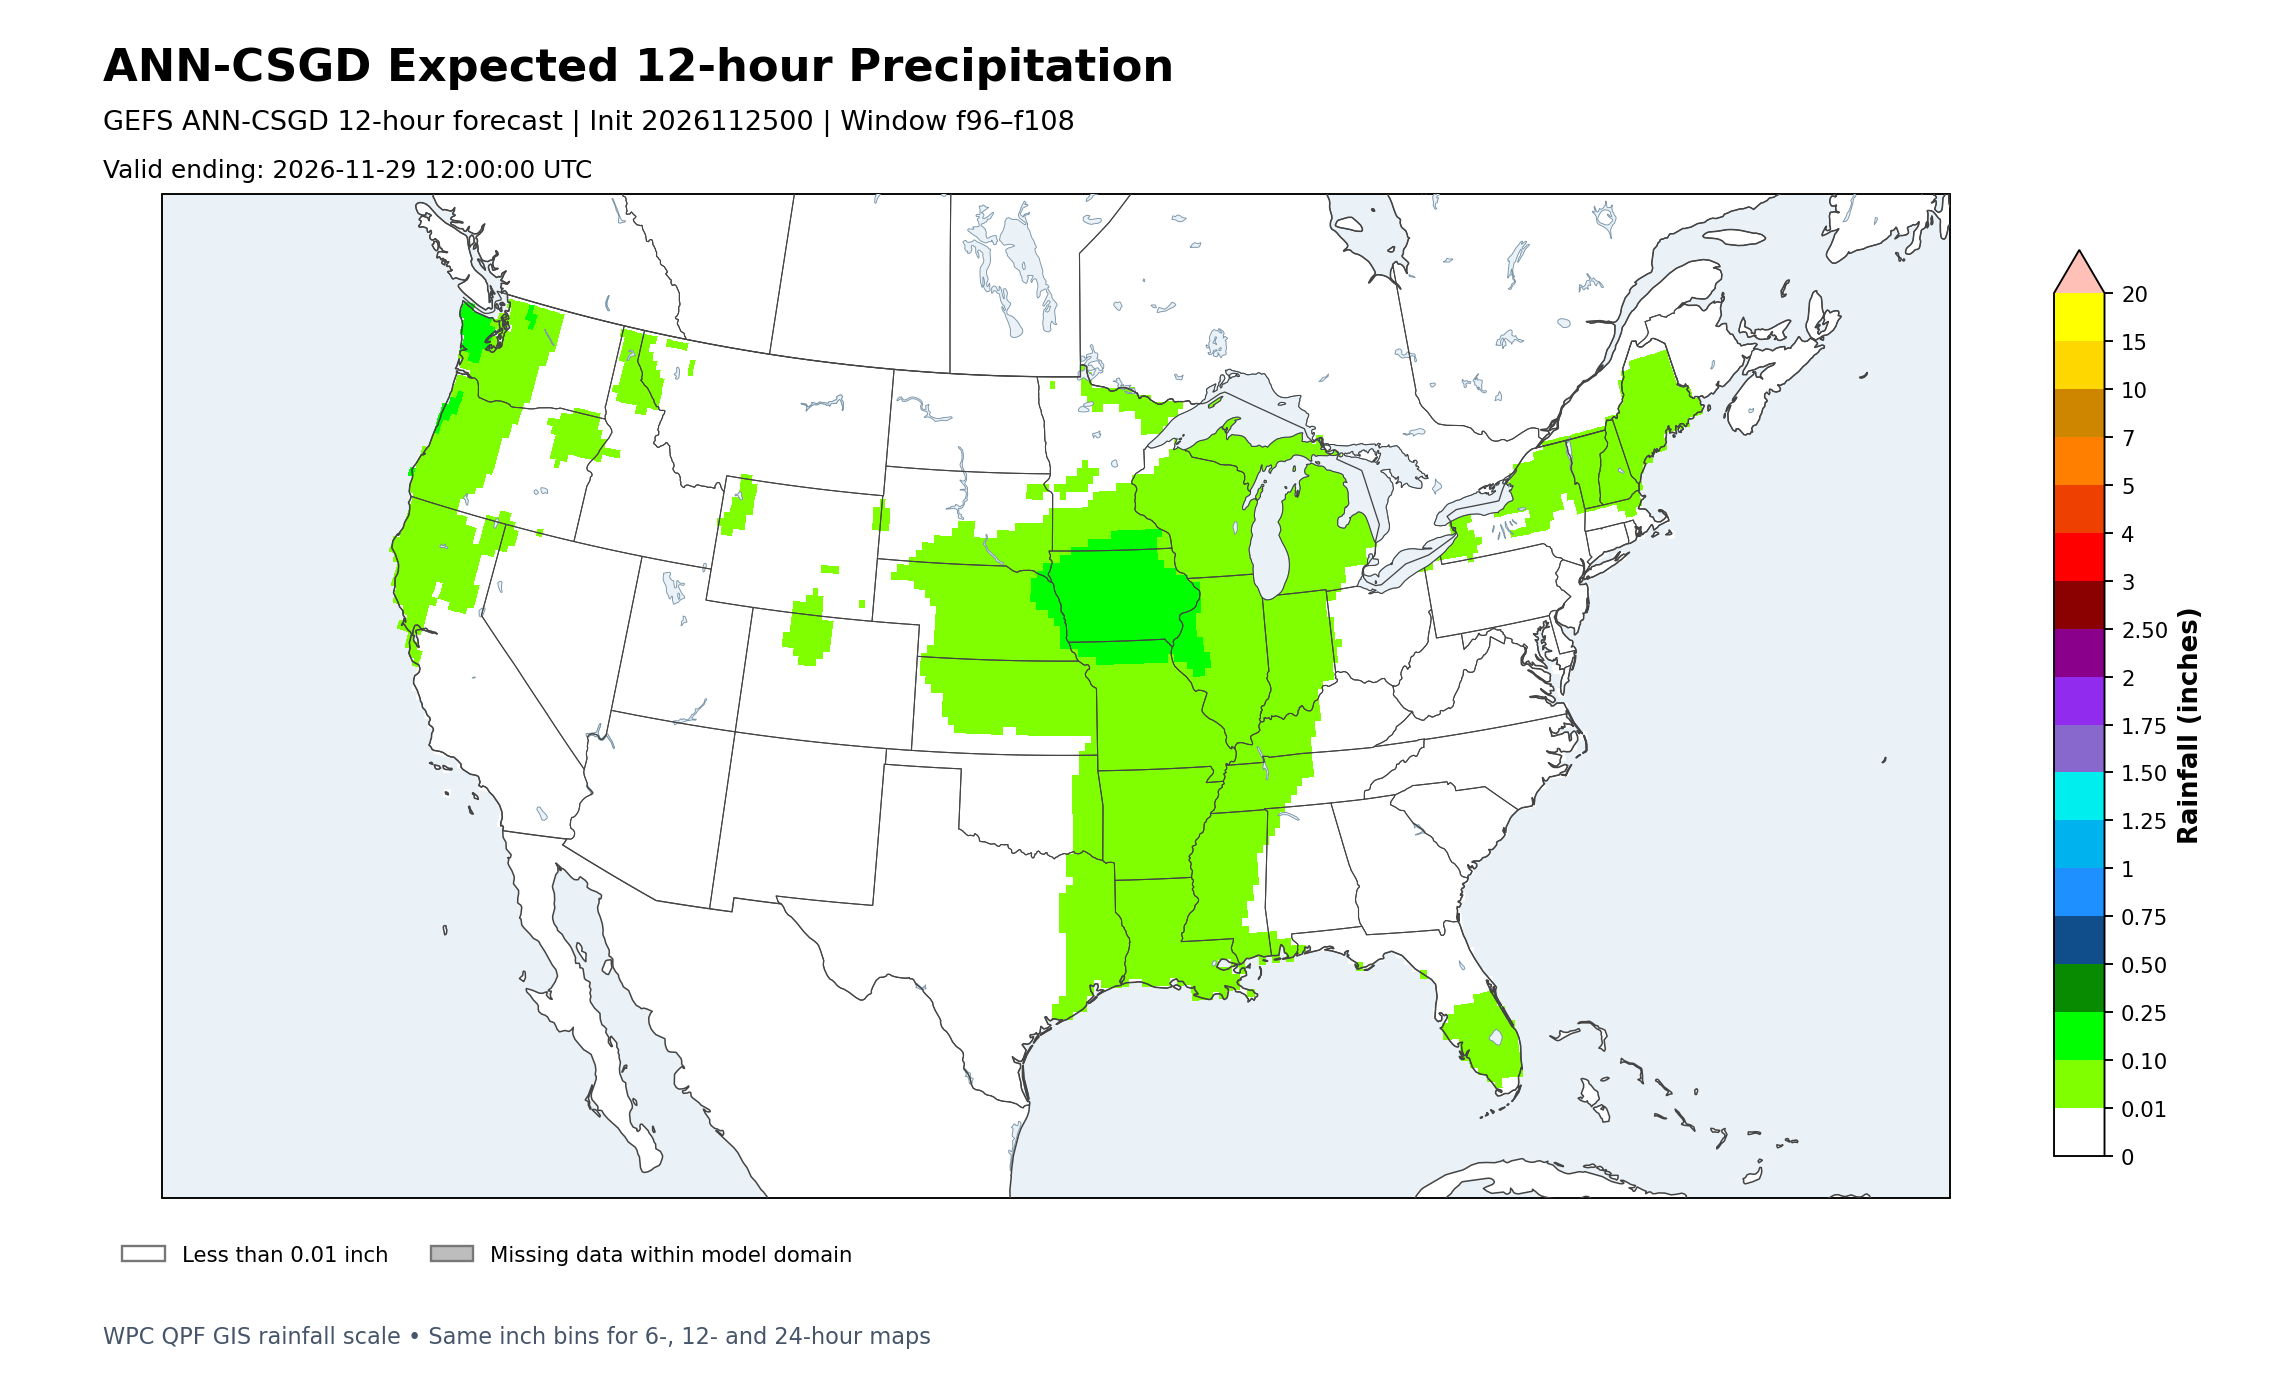 ANN-CSGD Expected 12-hour Precipitation
GEFS ANN-CSGD 12-hour forecast | Init 2026112500 | Window f96–f108
Valid ending: 2026-11-29 12:00:00 UTC
20
15
10
7
5
4
3
2.50
2
1.75
1.50
1.25
1
0.75
0.50
0.25
0.10
0.01
0
Rainfall (inches)
Less than 0.01 inch
Missing data within model domain
WPC QPF GIS rainfall scale • Same inch bins for 6-, 12- and 24-hour maps